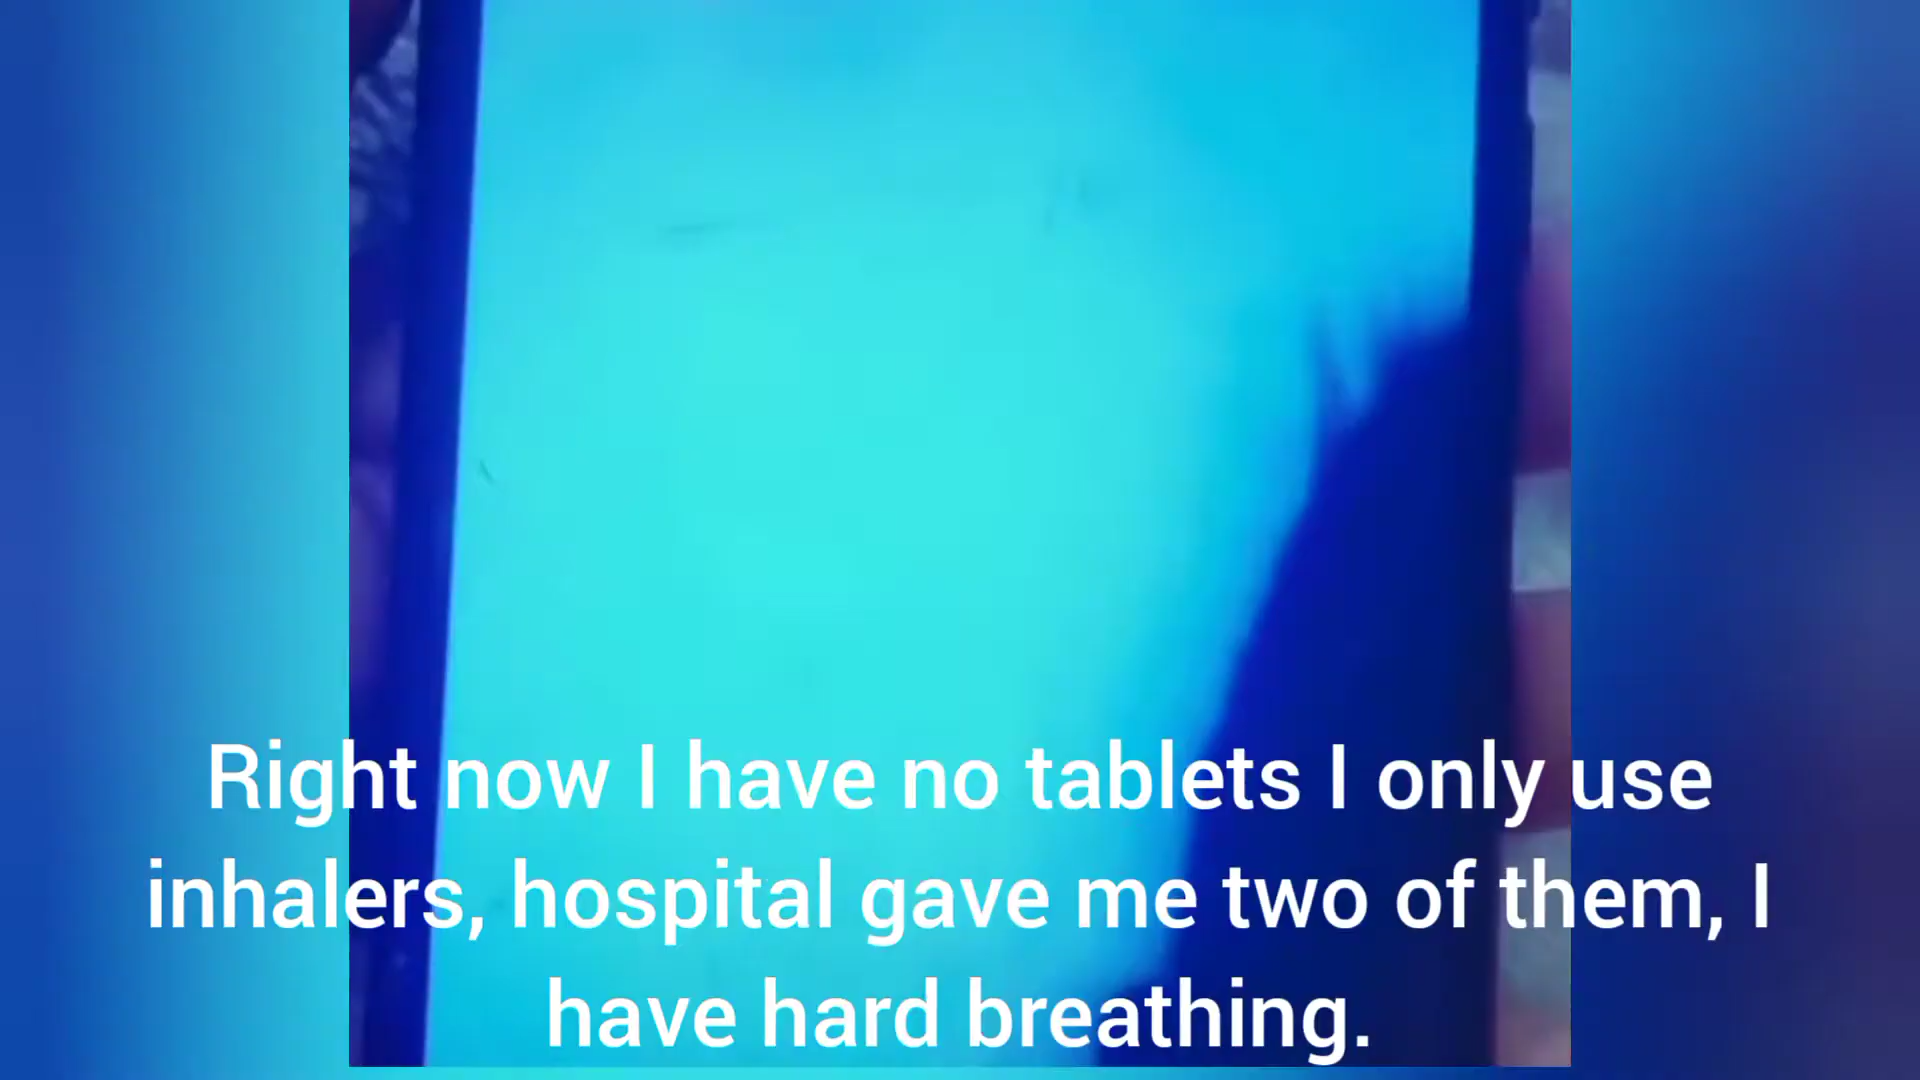 Right now I have no tablets I only use
inhalers, hospital gave me two of them, I
have hard breathing.